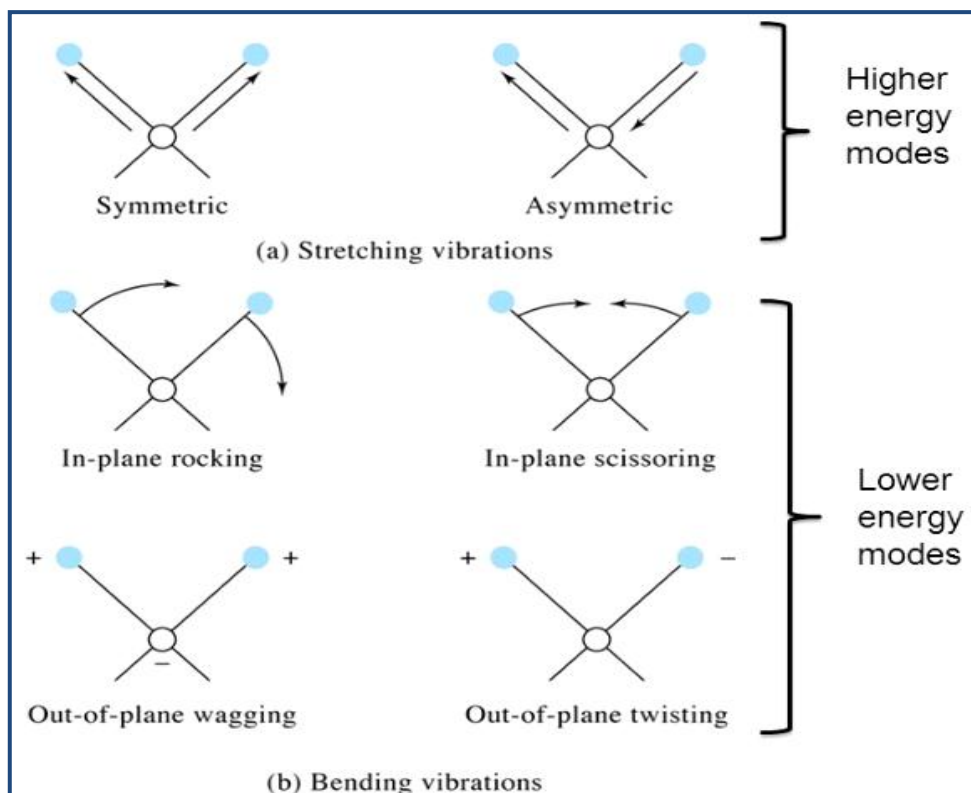 Symmetric
Asymmetric
Higher
energy
modes
(a) Stretching vibrations
In-plane rocking
In-plane scissoring
Lower
energy
modes
+ +
+ −
−
Out-of-plane wagging
Out-of-plane twisting
(b) Bending vibrations